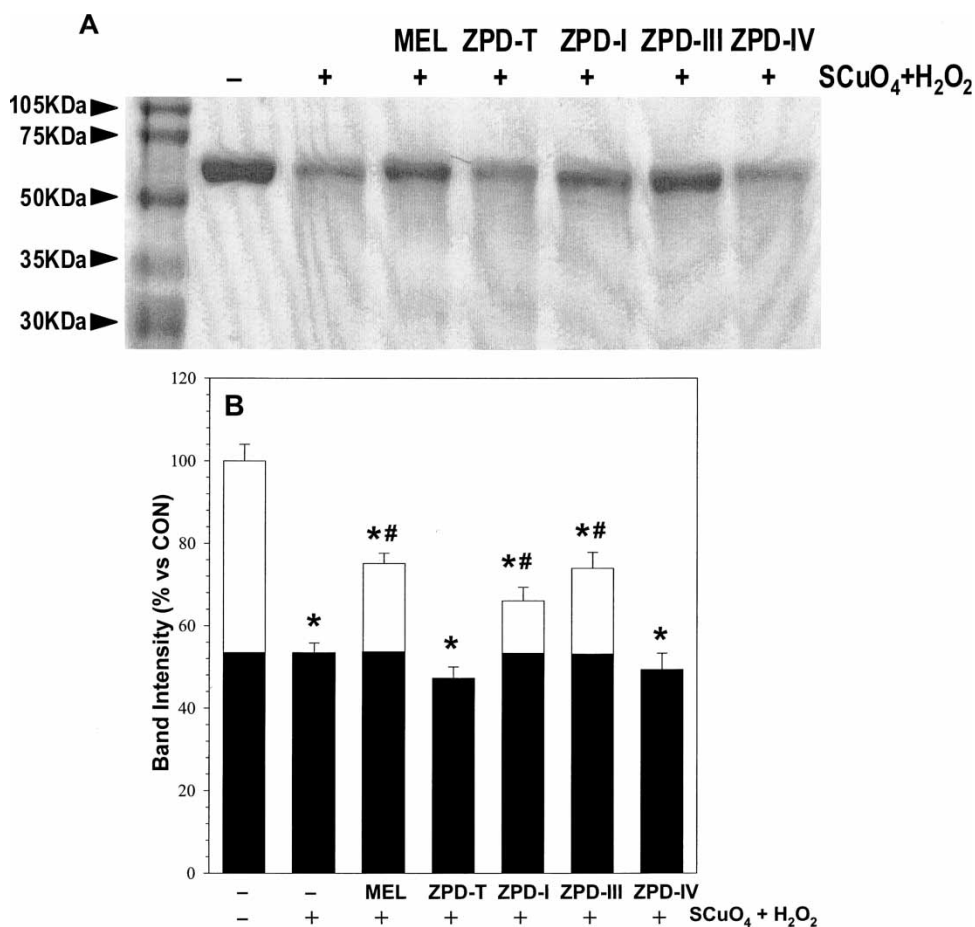 A
MEL ZPD-T ZPD-I ZPD-III ZPD-IV
– + + + + + + SCuO₄+H₂O₂
105KDa
75KDa
50KDa
35KDa
30KDa
B
Band Intensity (% vs CON)
120
100
80
60
40
20
0
* *# * *# *# *
– – MEL ZPD-T ZPD-I ZPD-III ZPD-IV
– + + + + + + SCuO₄ + H₂O₂